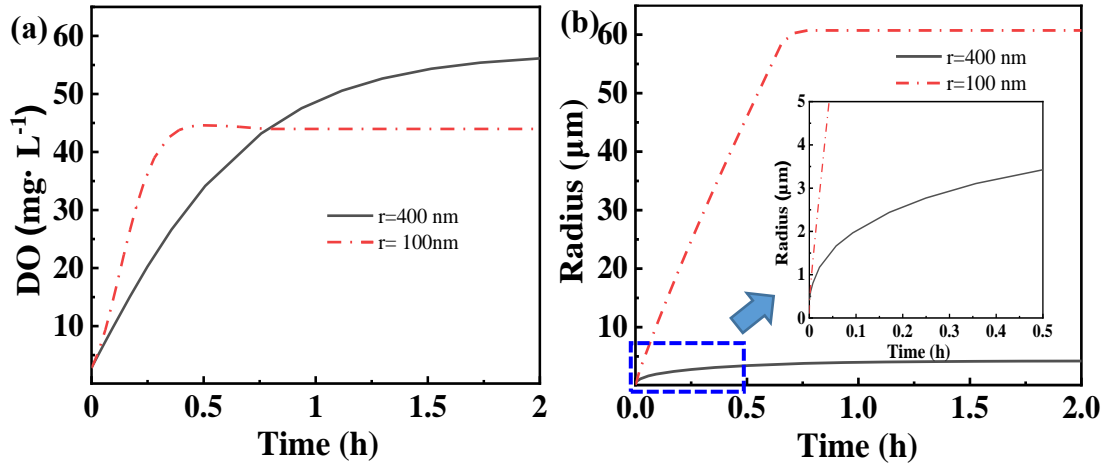 (a)
DO (mg· L-1)
60
50
40
30
20
10
r=400 nm
r= 100nm
0
0.5
1
1.5
2
Time (h)
(b)
Radius (μm)
60
50
40
30
20
10
r=400 nm
r=100 nm
Radius (μm)
5
4
3
2
1
0
0
0.1
0.2
0.3
0.4
0.5
Time (h)
0.0
0.5
1.0
1.5
2.0
Time (h)